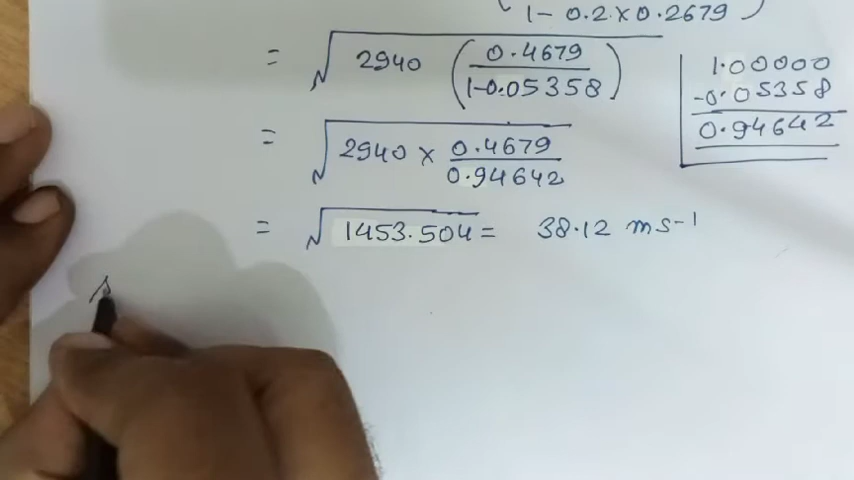 1 - 0.2 × 0.2679 )
= √ 2940 ( 0.4679 / 1-0.05358 )
= √ 2940 × 0.4679 / 0.94642
= √ 1453.504 = 38.12 ms⁻¹
1.00000
-0.05358
0.94642